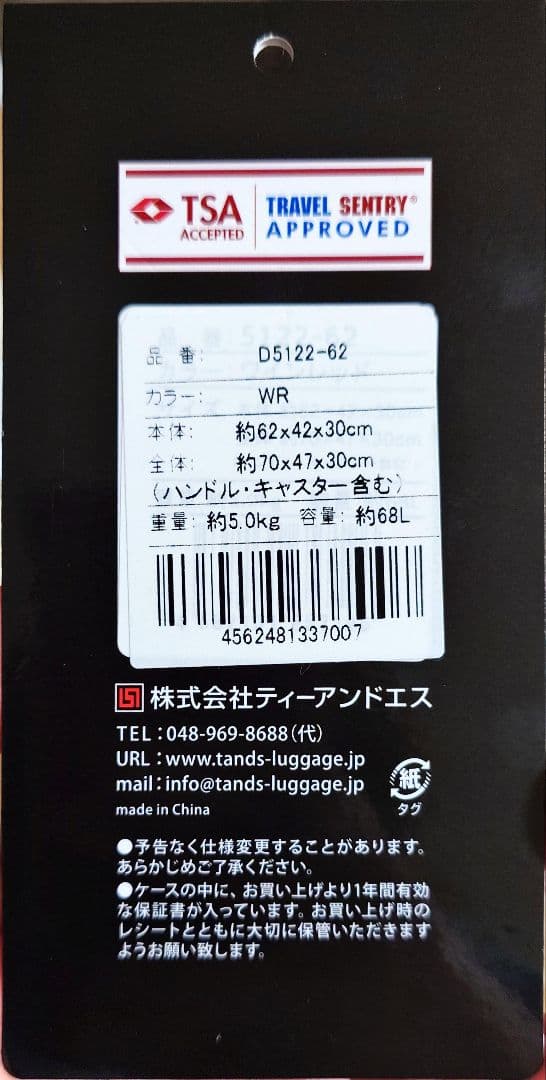 TSA
ACCEPTED
TRAVEL SENTRY®
APPROVED
品 番: D5122-62
カラー: WR
本体: 約62x42x30cm
全体: 約70x47x30cm
(ハンドル・キャスター含む)
重量: 約5.0kg 容量: 約68L
4562481337007
株式会社ティーアンドエス
TEL:048-969-8688(代)
URL:www.tands-luggage.jp
mail:info@tands-luggage.jp
紙
タグ
made in China
●予告なく仕様変更することがあります。
あらかじめご了承ください。
●ケースの中に、お買い上げより1年間有効
な保証書が入っています。お買い上げ時の
レシートとともに大切に保管いただきます
ようお願い致します。